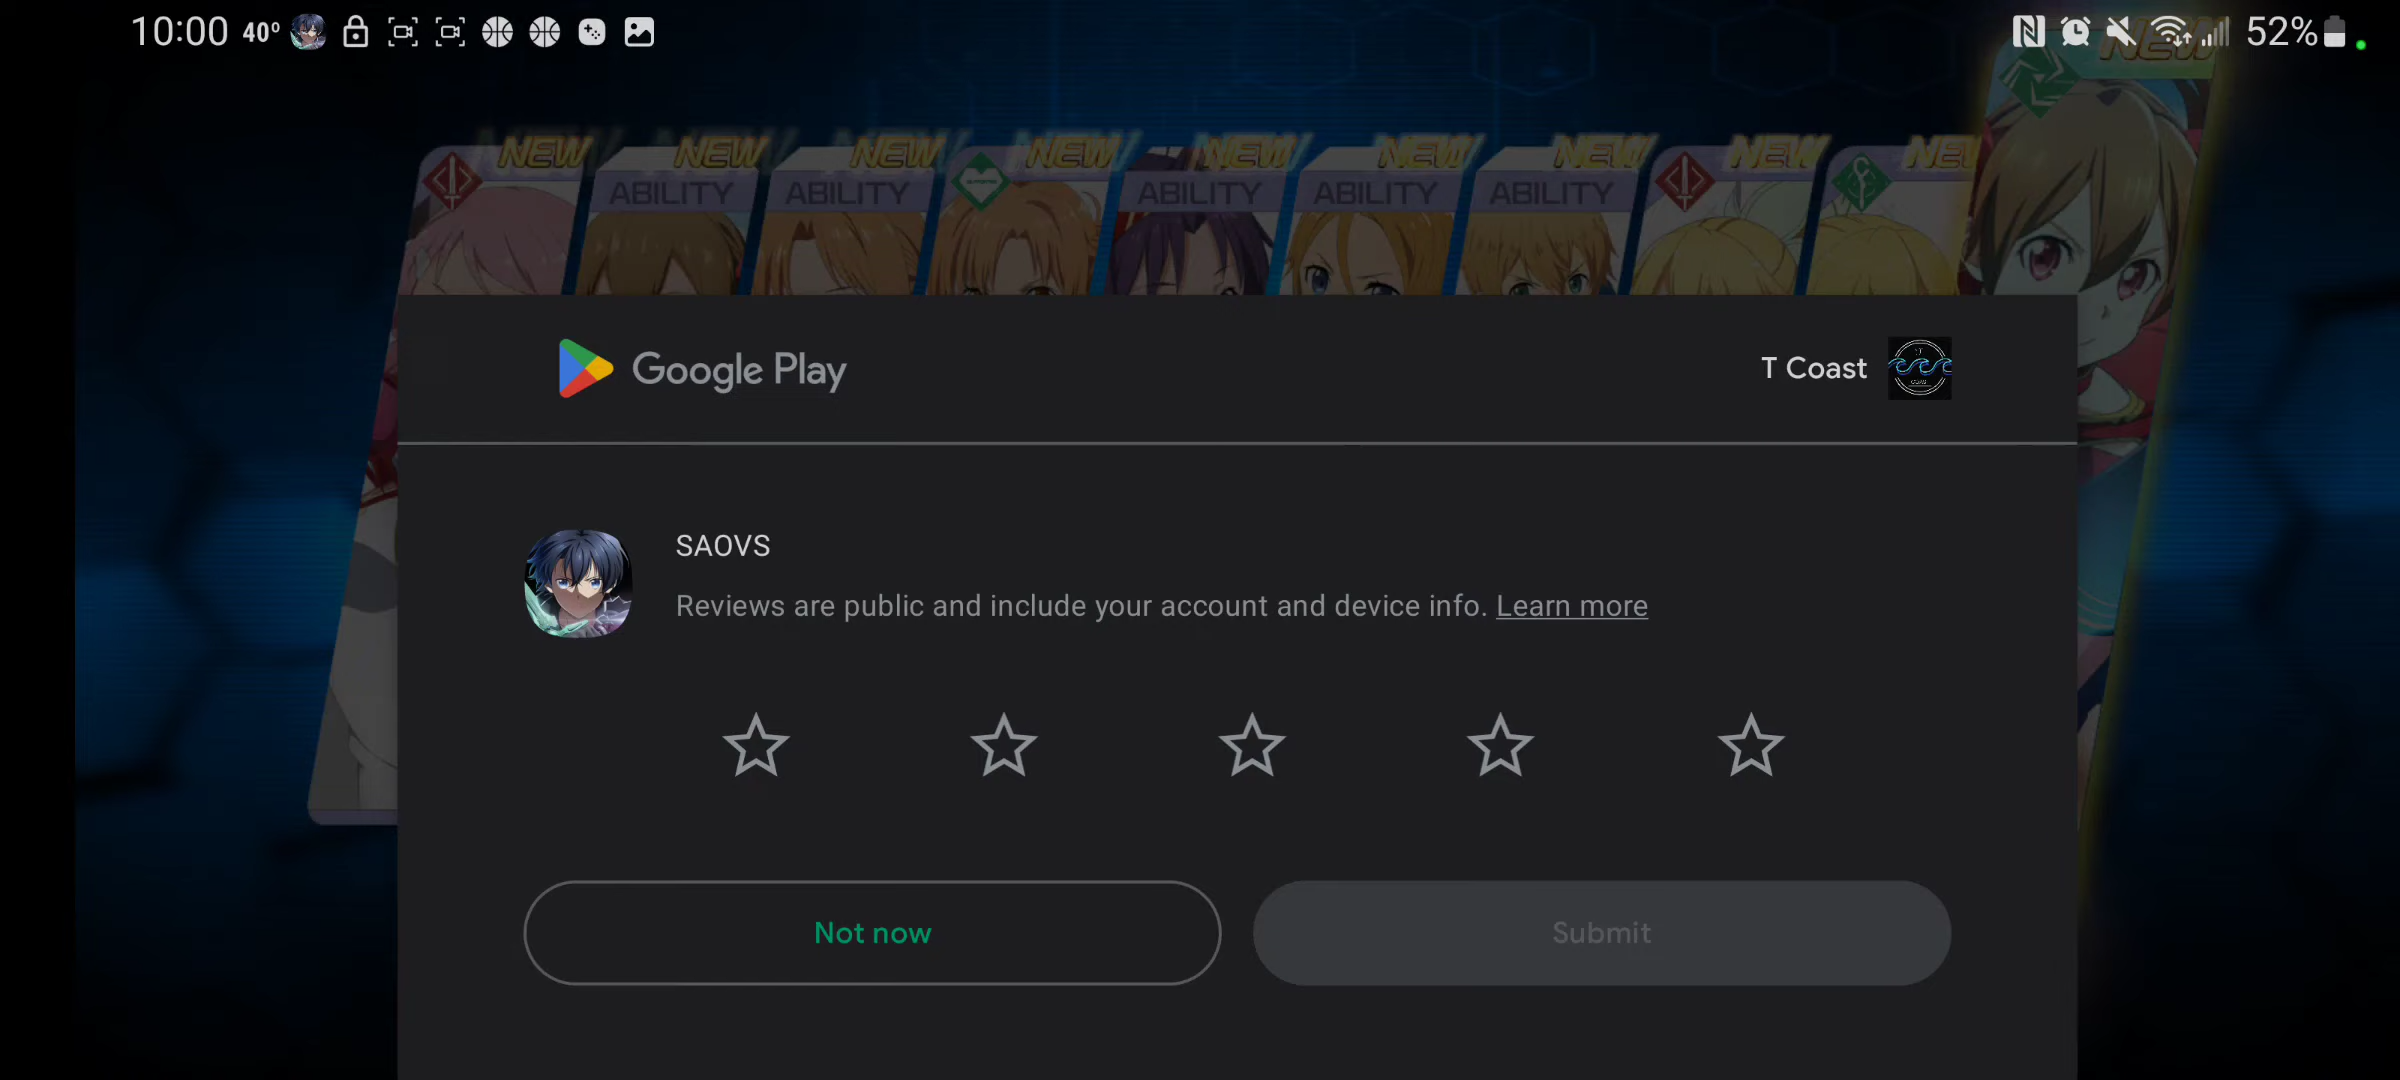 10:00 40° 52%
NEW NEW NEW NEW NEW NEW NEW NEW NEW NEW
ABILITY ABILITY ABILITY ABILITY ABILITY
Google Play
T Coast
SAOVS
Reviews are public and include your account and device info. Learn more
Not now
Submit